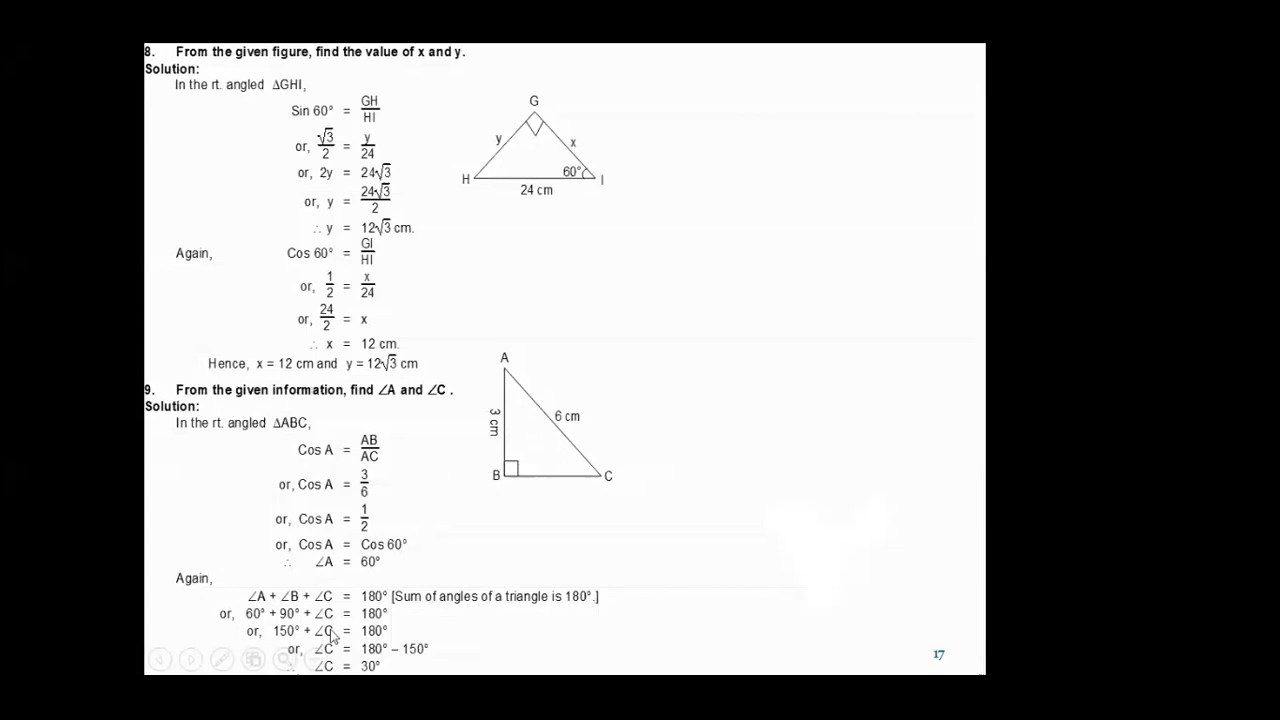 8. From the given figure, find the value of x and y.
Solution:
In the rt. angled ΔGHI,
Sin 60° = GH/HI
or, √3/2 = y/24
or, 2y = 24√3
or, y = 24√3/2
∴ y = 12√3 cm.
Again, Cos 60° = GI/HI
or, 1/2 = x/24
or, 24/2 = x
∴ x = 12 cm.
Hence, x = 12 cm and y = 12√3 cm
G
y
x
H
60°
I
24 cm
9. From the given information, find ∠A and ∠C .
Solution:
In the rt. angled ΔABC,
Cos A = AB/AC
or, Cos A = 3/6
or, Cos A = 1/2
or, Cos A = Cos 60°
∴ ∠A = 60°
Again,
∠A + ∠B + ∠C = 180° [Sum of angles of a triangle is 180°.]
or, 60° + 90° + ∠C = 180°
or, 150° + ∠C = 180°
or, ∠C = 180° – 150°
∴ ∠C = 30°
A
3 cm
6 cm
B
C
17